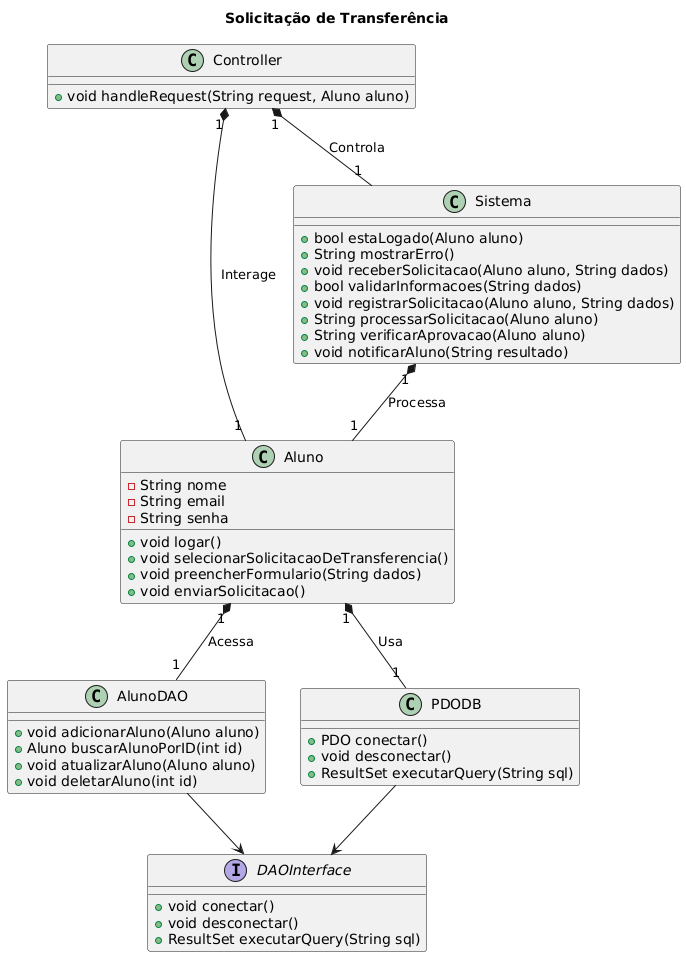 Solicitação de Transferência
C Controller
void handleRequest(String request, Aluno aluno)
1
1
Controla
1
C Sistema
bool estaLogado(Aluno aluno)
String mostrarErro()
void receberSolicitacao(Aluno aluno, String dados)
bool validarInformacoes(String dados)
void registrarSolicitacao(Aluno aluno, String dados)
String processarSolicitacao(Aluno aluno)
String verificarAprovacao(Aluno aluno)
void notificarAluno(String resultado)
Interage
1
Processa
1
1
C Aluno
String nome
String email
String senha
void logar()
void selecionarSolicitacaoDeTransferencia()
void preencherFormulario(String dados)
void enviarSolicitacao()
1
1
Acessa
Usa
1
1
C AlunoDAO
void adicionarAluno(Aluno aluno)
Aluno buscarAlunoPorID(int id)
void atualizarAluno(Aluno aluno)
void deletarAluno(int id)
C PDODB
PDO conectar()
void desconectar()
ResultSet executarQuery(String sql)
I DAOInterface
void conectar()
void desconectar()
ResultSet executarQuery(String sql)